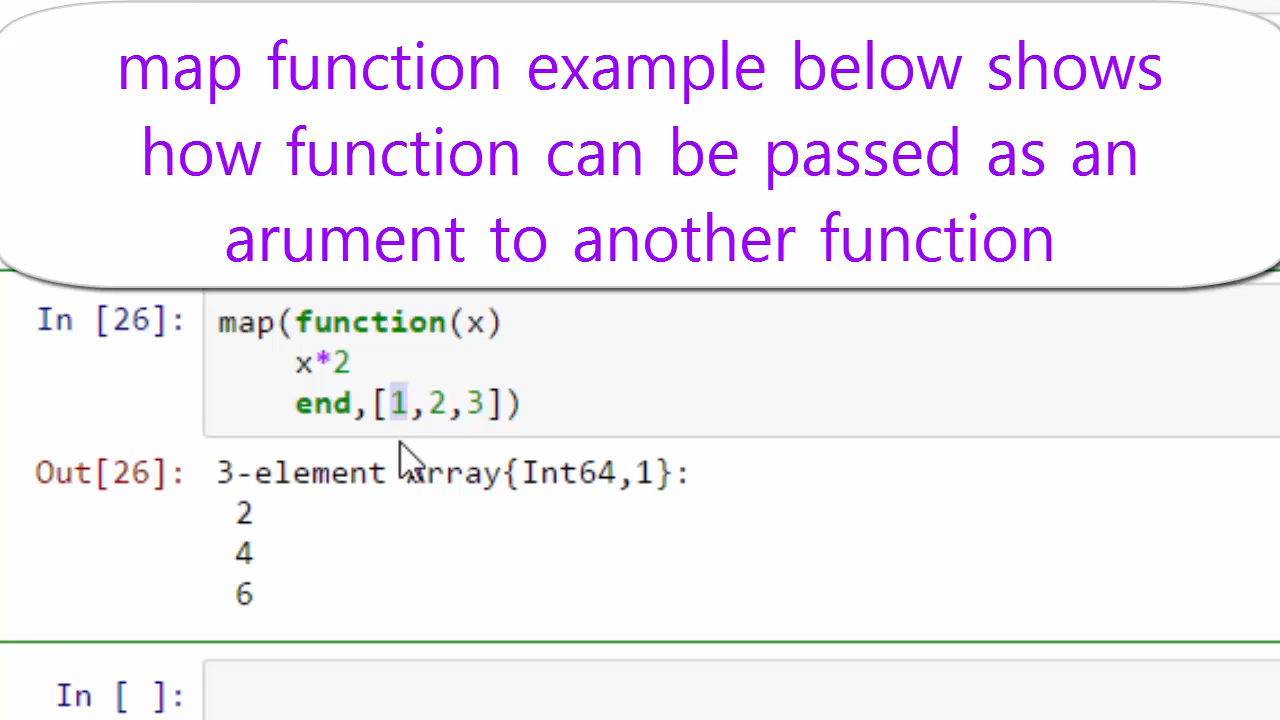 map function example below shows
how function can be passed as an
arument to another function
In [26]: map(function(x)
x*2
end,[1,2,3])
Out[26]: 3-element Array{Int64,1}:
2
4
6
In [ ]: